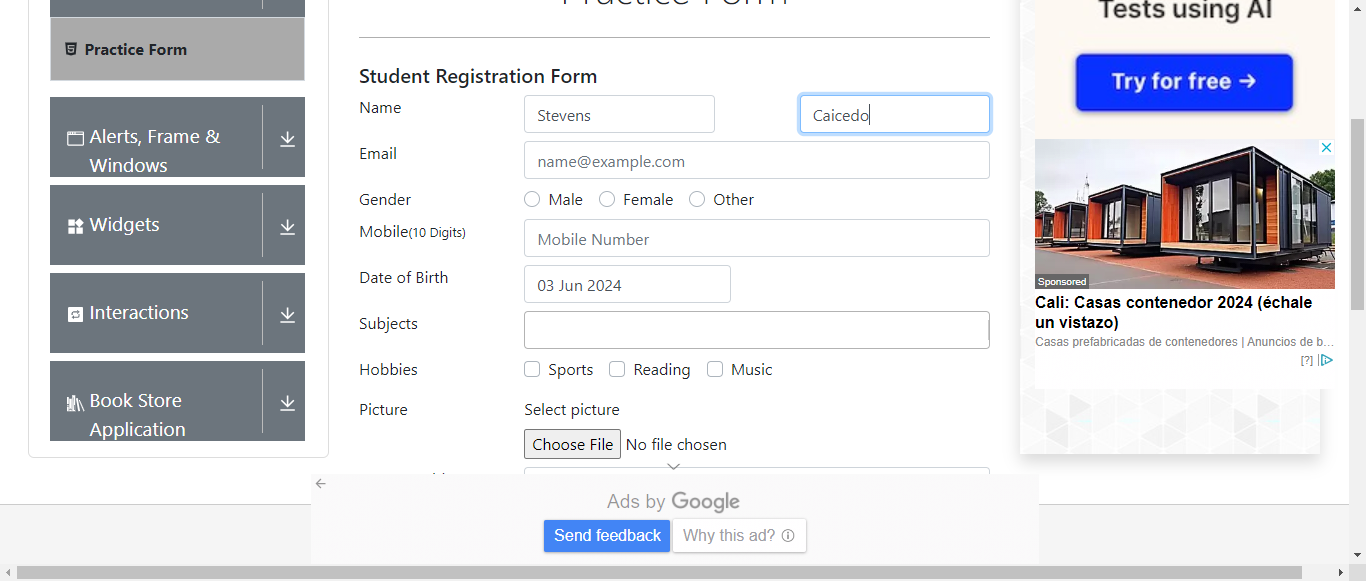 Practice Form
Practice Form
Alerts, Frame &
Windows
Widgets
Interactions
Book Store
Application
Student Registration Form
Name
Stevens
Caicedo
Email
name@example.com
Gender
Male
Female
Other
Mobile(10 Digits)
Mobile Number
Date of Birth
03 Jun 2024
Subjects
Hobbies
Sports
Reading
Music
Picture
Select picture
Choose File
No file chosen
Tests using AI
Try for free →
Sponsored
Cali: Casas contenedor 2024 (échale
un vistazo)
Casas prefabricadas de contenedores | Anuncios de b...
[?]
Ads by Google
Send feedback
Why this ad?